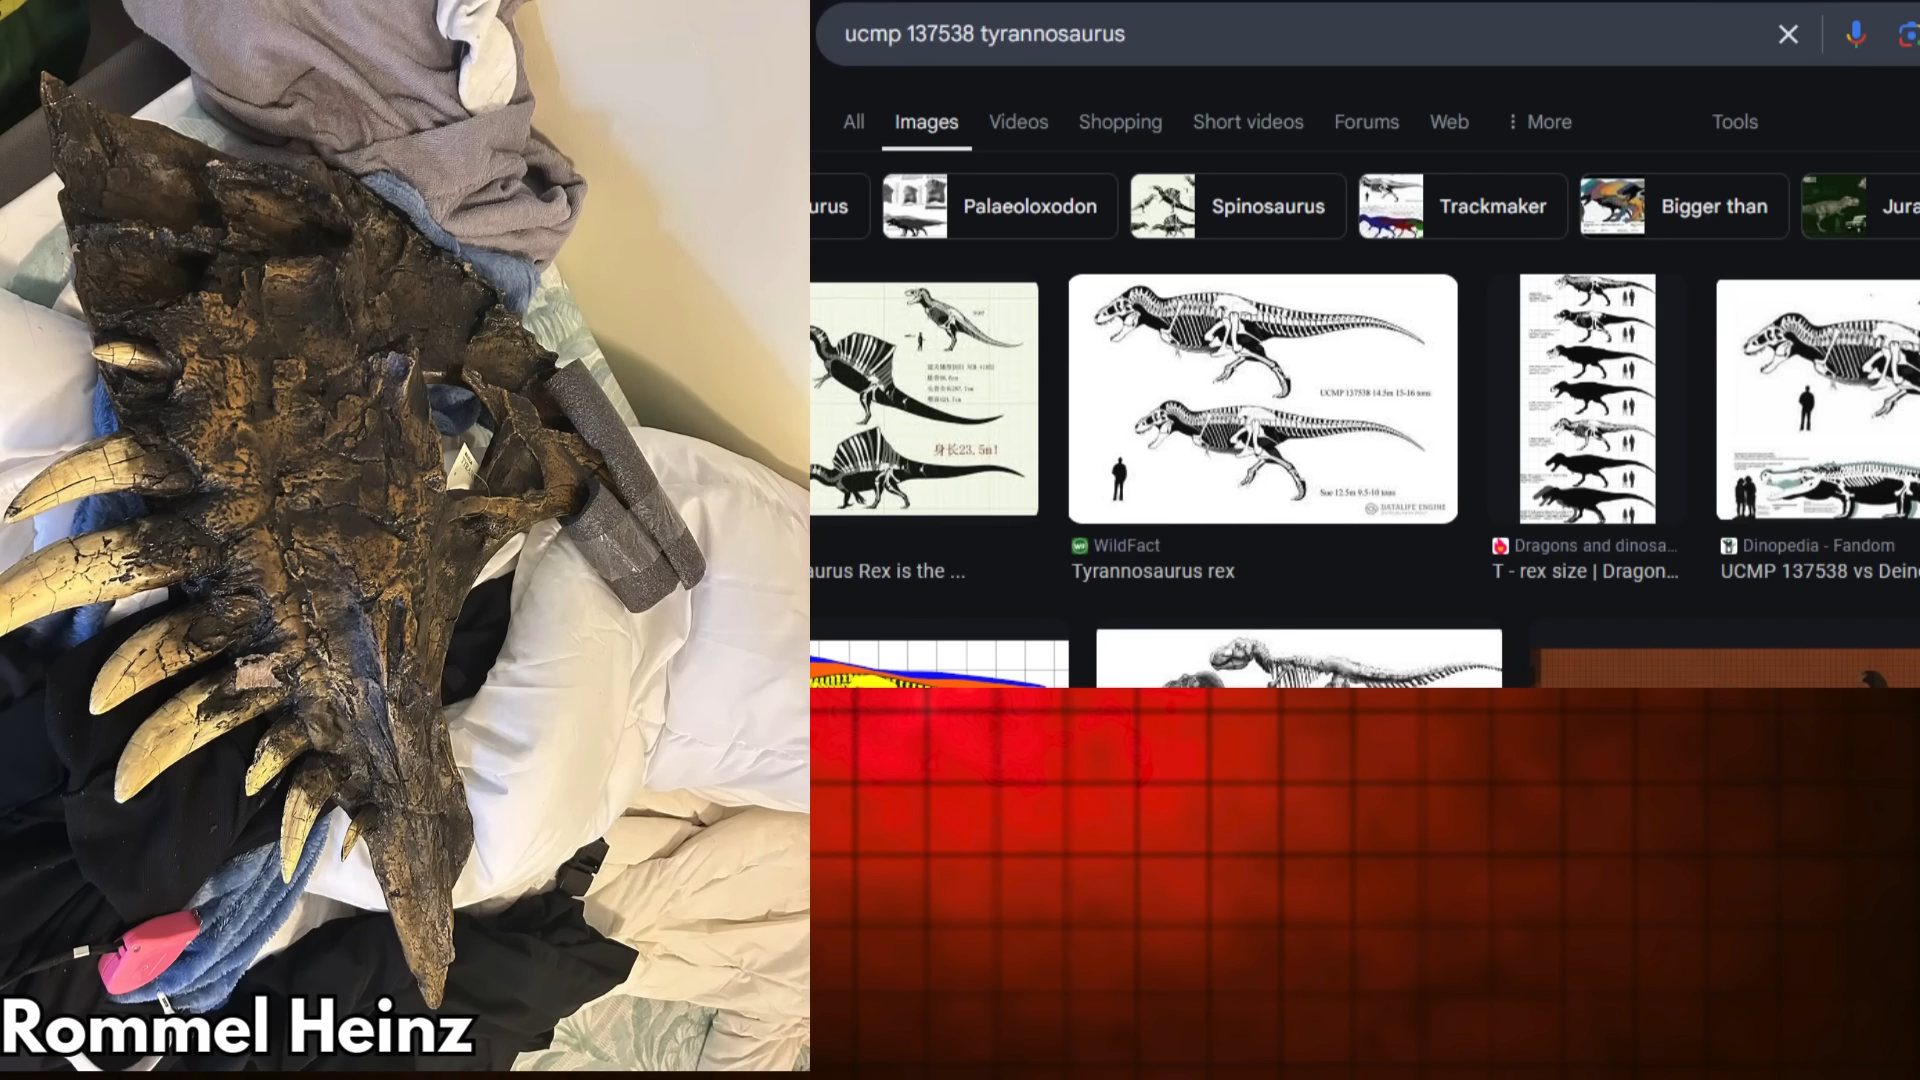 ucmp 137538 tyrannosaurus
All Images Videos Shopping Short videos Forums Web More Tools
urus Palaeoloxodon Spinosaurus Trackmaker Bigger than Jura
身长23.5m!
UCMP 137538 14.5m 15-16 tons
Sue 12.5m 9.5-10 tons
DATALIFE ENGINE
WildFact
Dragons and dinosa...
Dinopedia - Fandom
aurus Rex is the ...
Tyrannosaurus rex
T - rex size | Dragon...
UCMP 137538 vs Dein
Rommel Heinz